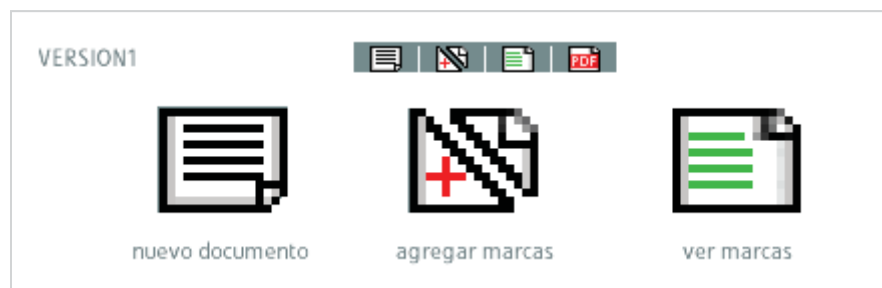 VERSION1
PDF
nuevo documento
agregar marcas
ver marcas